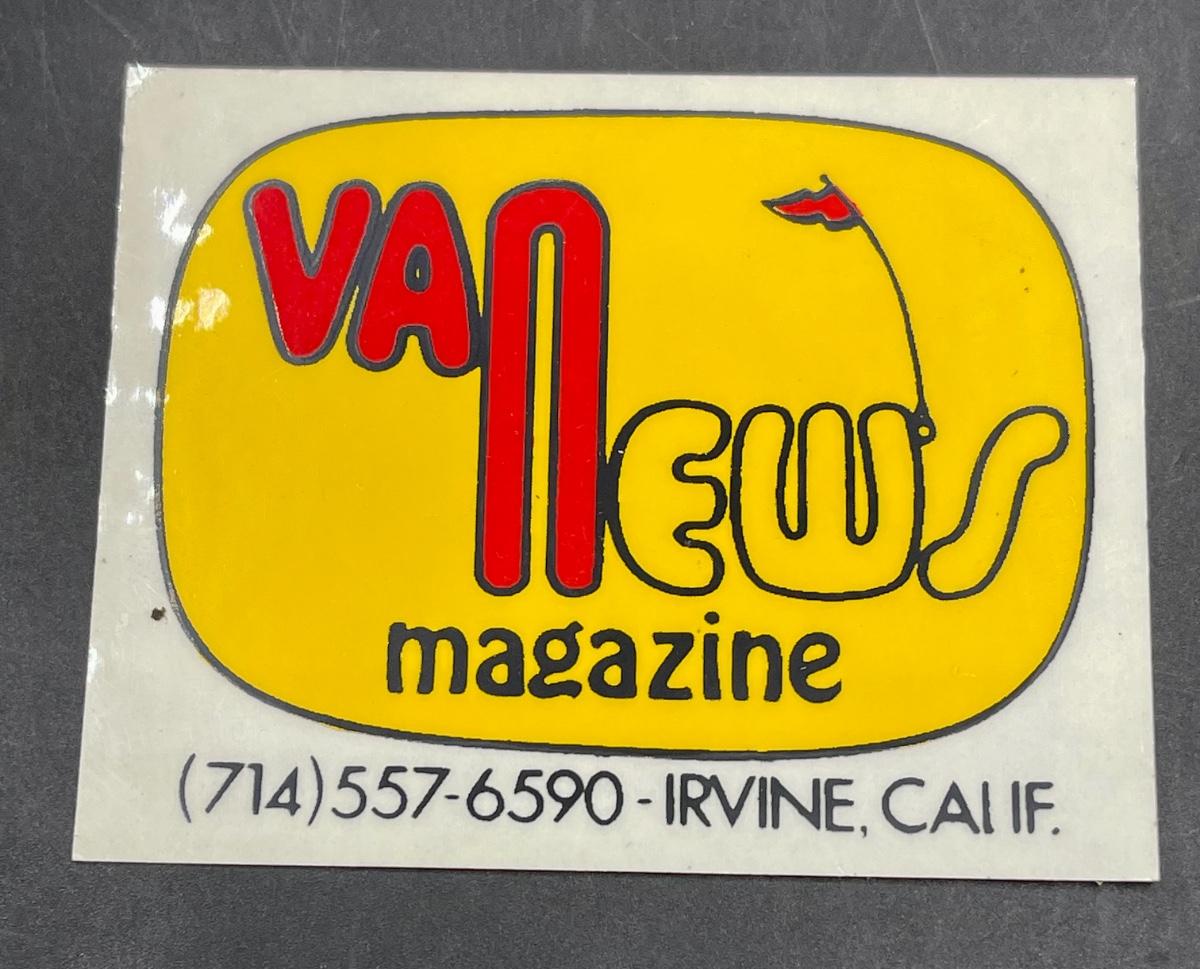 VAN
NEWS
magazine
(714)557-6590 - IRVINE, CALIF.